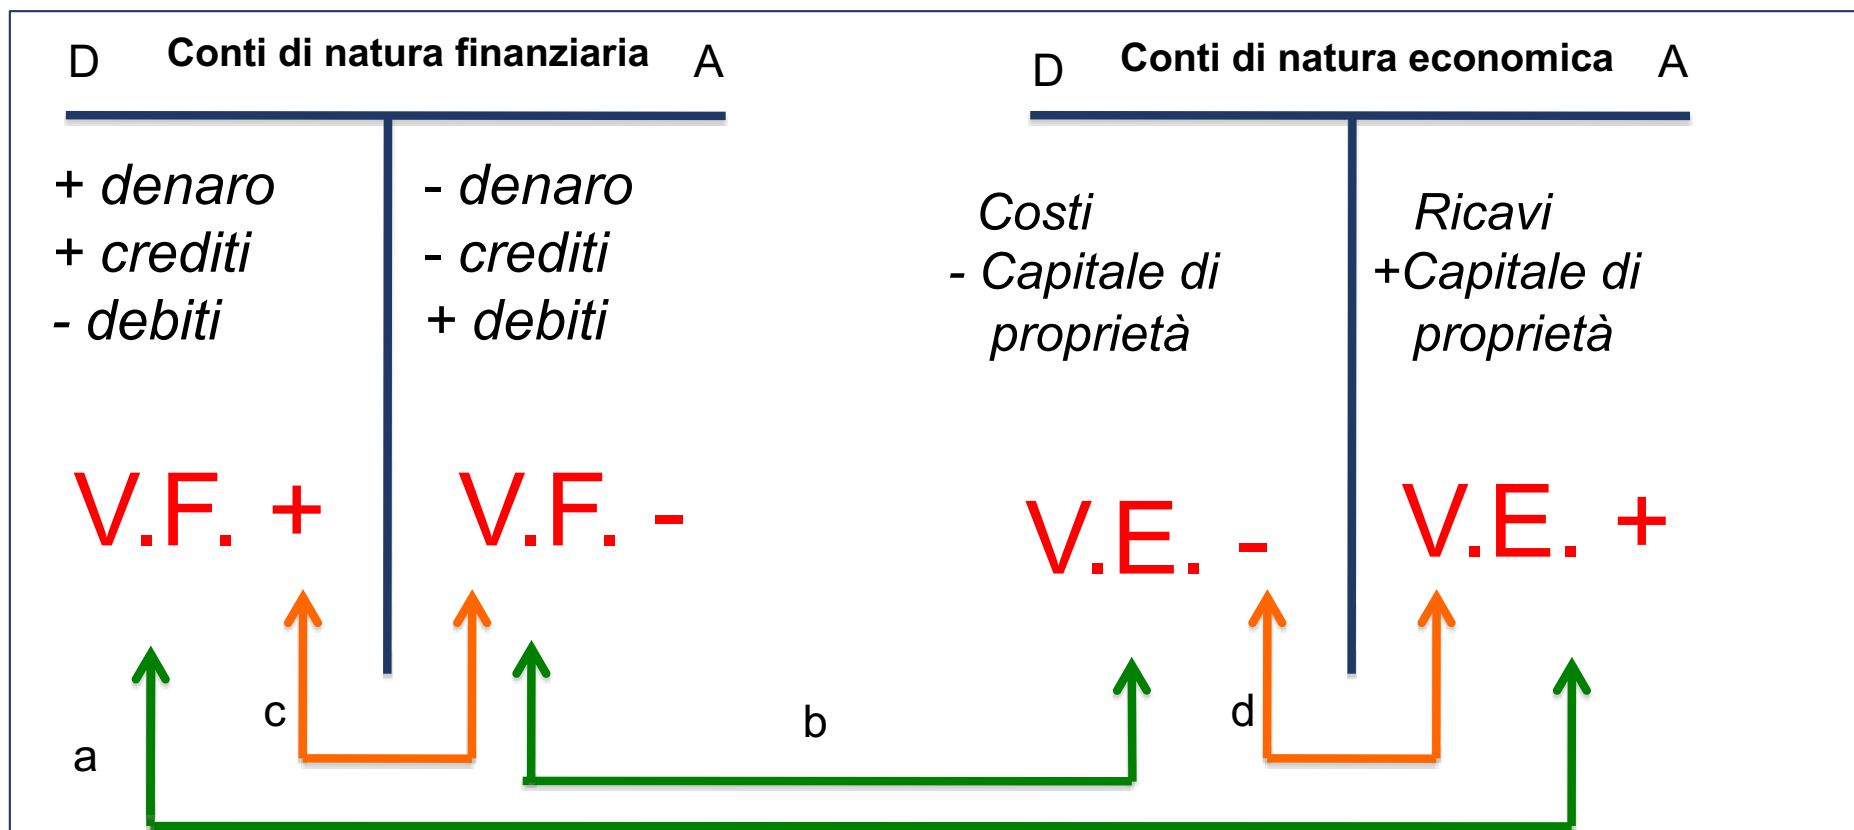 D Conti di natura finanziaria A
+ denaro
+ crediti
- debiti
- denaro
- crediti
+ debiti
V.F. +
V.F. -
c
a
b
D Conti di natura economica A
Costi
- Capitale di
proprietà
Ricavi
+Capitale di
proprietà
V.E. -
V.E. +
d